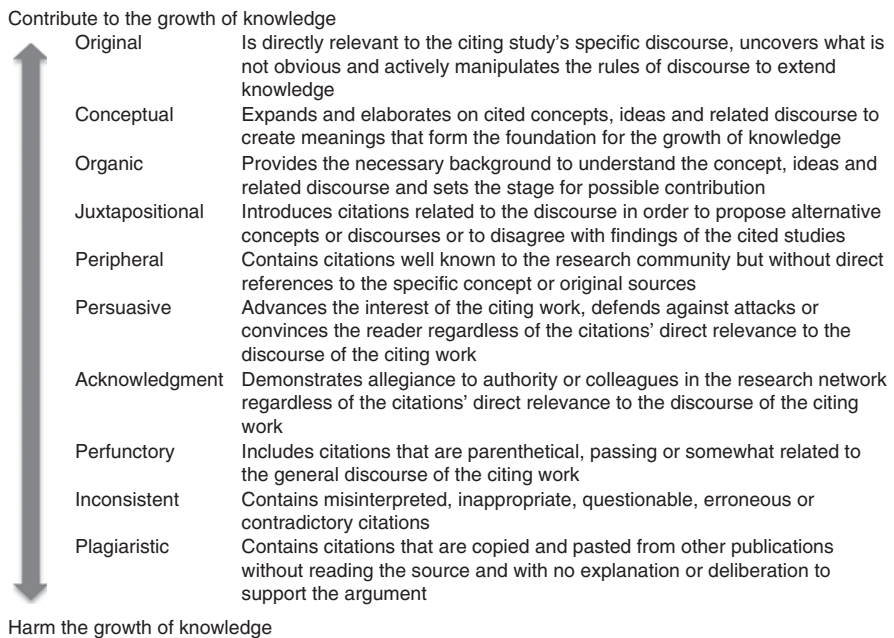 Contribute to the growth of knowledge
Original Is directly relevant to the citing study's specific discourse, uncovers what is
not obvious and actively manipulates the rules of discourse to extend
knowledge
Conceptual Expands and elaborates on cited concepts, ideas and related discourse to
create meanings that form the foundation for the growth of knowledge
Organic Provides the necessary background to understand the concept, ideas and
related discourse and sets the stage for possible contribution
Juxtapositional Introduces citations related to the discourse in order to propose alternative
concepts or discourses or to disagree with findings of the cited studies
Peripheral Contains citations well known to the research community but without direct
references to the specific concept or original sources
Persuasive Advances the interest of the citing work, defends against attacks or
convinces the reader regardless of the citations' direct relevance to the
discourse of the citing work
Acknowledgment Demonstrates allegiance to authority or colleagues in the research network
regardless of the citations' direct relevance to the discourse of the citing
work
Perfunctory Includes citations that are parenthetical, passing or somewhat related to
the general discourse of the citing work
Inconsistent Contains misinterpreted, inappropriate, questionable, erroneous or
contradictory citations
Plagiaristic Contains citations that are copied and pasted from other publications
without reading the source and with no explanation or deliberation to
support the argument
Harm the growth of knowledge